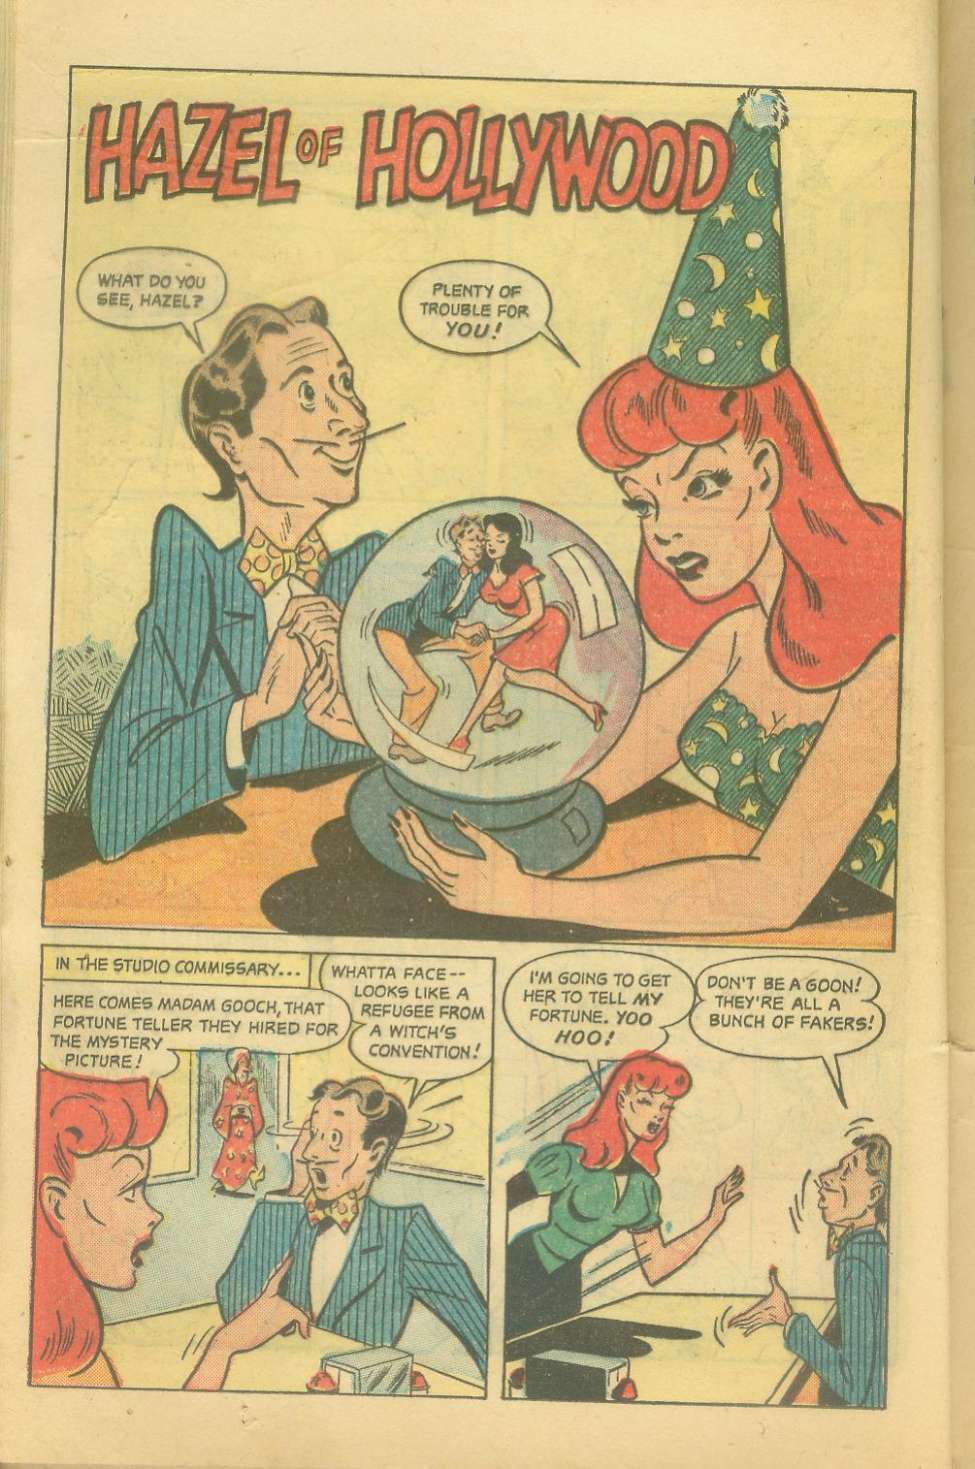 HAZEL OF HOLLYWOOD
WHAT DO YOU
SEE, HAZEL?
PLENTY OF
TROUBLE FOR
YOU!
IN THE STUDIO COMMISSARY...
HERE COMES MADAM GOOCH, THAT
FORTUNE TELLER THEY HIRED FOR
THE MYSTERY
PICTURE!
WHATTA FACE--
LOOKS LIKE A
REFUGEE FROM
A WITCH'S
CONVENTION!
I'M GOING TO GET
HER TO TELL MY
FORTUNE. YOO
HOO!
DON'T BE A GOON!
THEY'RE ALL A
BUNCH OF FAKERS!